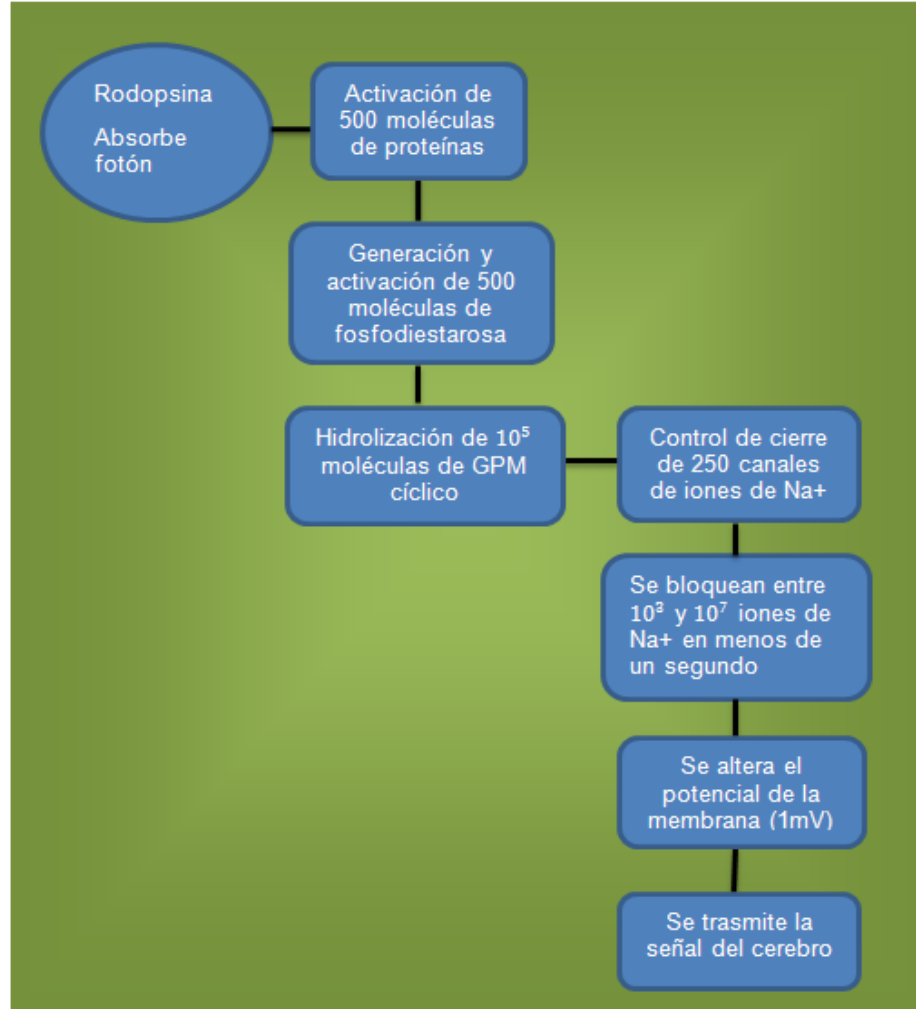 Rodopsina
Absorbe
fotón
Activación de
500 moléculas
de proteínas
Generación y
activación de 500
moléculas de
fosfodiestarosa
Hidrolización de 10⁵
moléculas de GPM
cíclico
Control de cierre
de 250 canales
de iones de Na+
Se bloquean entre
10³ y 10⁷ iones de
Na+ en menos de
un segundo
Se altera el
potencial de la
membrana (1mV)
Se trasmite la
señal del cerebro